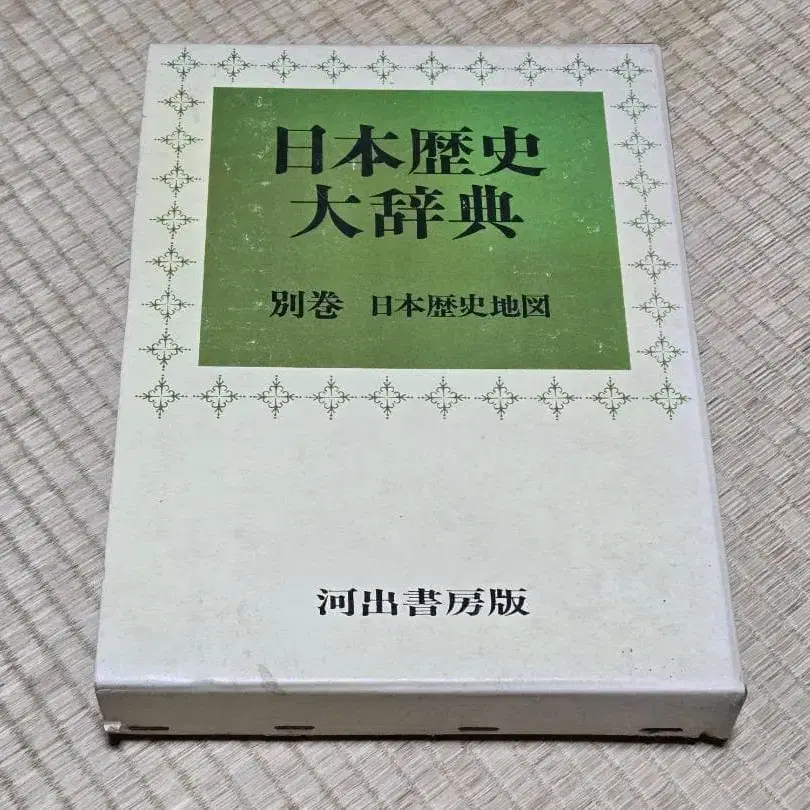 日本歴史
大辞典
別巻 日本歴史地図
河出書房版